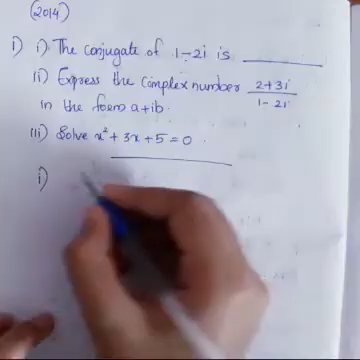 (2014)
1) i) The conjugate of 1-2i is ________
ii) Express the complex number 2+3i / 1-2i
in the form a+ib.
iii) Solve x² + 3x + 5 = 0
i)